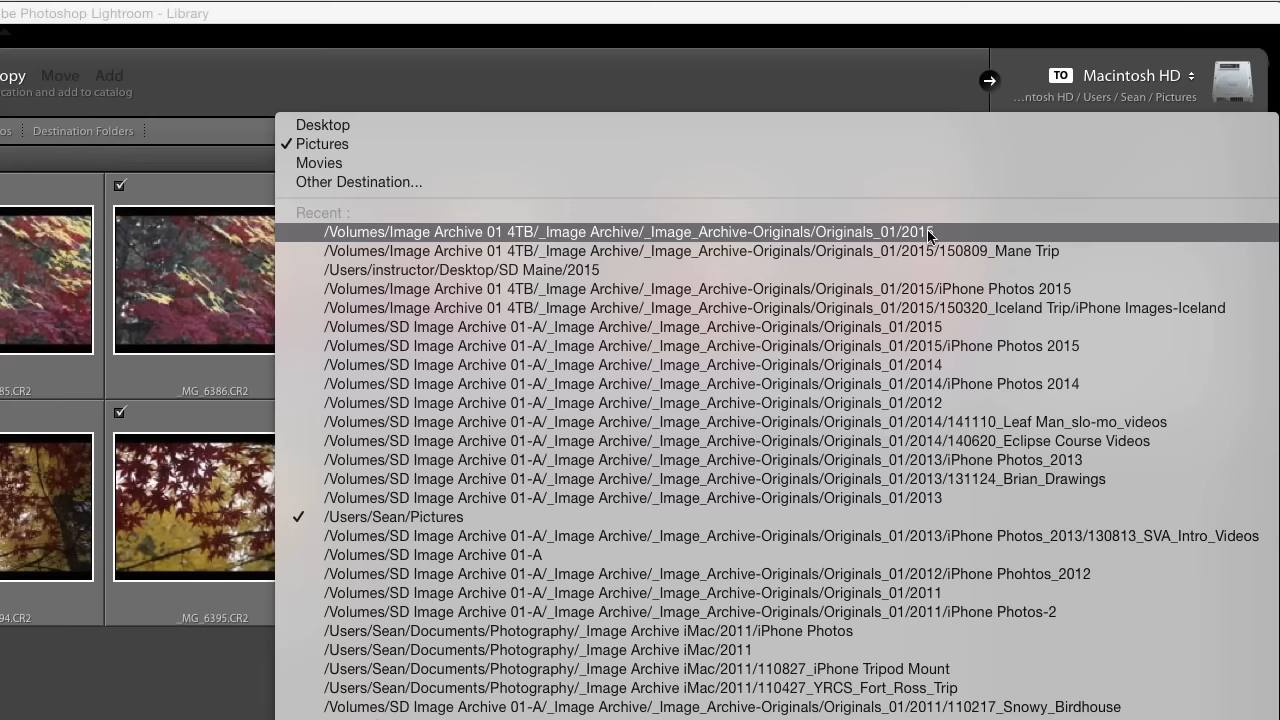 be Photoshop Lightroom - Library
opy Move Add
cation and add to catalog
TO Macintosh HD
...ntosh HD / Users / Sean / Pictures
os Destination Folders
Desktop
Pictures
Movies
Other Destination...
Recent :
/Volumes/Image Archive 01 4TB/_Image Archive/_Image_Archive-Originals/Originals_01/2015
/Volumes/Image Archive 01 4TB/_Image Archive/_Image_Archive-Originals/Originals_01/2015/150809_Mane Trip
/Users/instructor/Desktop/SD Maine/2015
/Volumes/Image Archive 01 4TB/_Image Archive/_Image_Archive-Originals/Originals_01/2015/iPhone Photos 2015
/Volumes/Image Archive 01 4TB/_Image Archive/_Image_Archive-Originals/Originals_01/2015/150320_Iceland Trip/iPhone Images-Iceland
/Volumes/SD Image Archive 01-A/_Image Archive/_Image_Archive-Originals/Originals_01/2015
/Volumes/SD Image Archive 01-A/_Image Archive/_Image_Archive-Originals/Originals_01/2015/iPhone Photos 2015
/Volumes/SD Image Archive 01-A/_Image Archive/_Image_Archive-Originals/Originals_01/2014
/Volumes/SD Image Archive 01-A/_Image Archive/_Image_Archive-Originals/Originals_01/2014/iPhone Photos 2014
/Volumes/SD Image Archive 01-A/_Image Archive/_Image_Archive-Originals/Originals_01/2012
/Volumes/SD Image Archive 01-A/_Image Archive/_Image_Archive-Originals/Originals_01/2014/141110_Leaf Man_slo-mo_videos
/Volumes/SD Image Archive 01-A/_Image Archive/_Image_Archive-Originals/Originals_01/2014/140620_Eclipse Course Videos
/Volumes/SD Image Archive 01-A/_Image Archive/_Image_Archive-Originals/Originals_01/2013/iPhone Photos_2013
/Volumes/SD Image Archive 01-A/_Image Archive/_Image_Archive-Originals/Originals_01/2013/131124_Brian_Drawings
/Volumes/SD Image Archive 01-A/_Image Archive/_Image_Archive-Originals/Originals_01/2013
/Users/Sean/Pictures
/Volumes/SD Image Archive 01-A/_Image Archive/_Image_Archive-Originals/Originals_01/2013/iPhone Photos_2013/130813_SVA_Intro_Videos
/Volumes/SD Image Archive 01-A
/Volumes/SD Image Archive 01-A/_Image Archive/_Image_Archive-Originals/Originals_01/2012/iPhone Phohtos_2012
/Volumes/SD Image Archive 01-A/_Image Archive/_Image_Archive-Originals/Originals_01/2011
/Volumes/SD Image Archive 01-A/_Image Archive/_Image_Archive-Originals/Originals_01/2011/iPhone Photos-2
/Users/Sean/Documents/Photography/_Image Archive iMac/2011/iPhone Photos
/Users/Sean/Documents/Photography/_Image Archive iMac/2011
/Users/Sean/Documents/Photography/_Image Archive iMac/2011/110827_iPhone Tripod Mount
/Users/Sean/Documents/Photography/_Image Archive iMac/2011/110427_YRCS_Fort_Ross_Trip
/Volumes/SD Image Archive 01-A/_Image Archive/_Image_Archive-Originals/Originals_01/2011/110217_Snowy_Birdhouse
85.CR2 _MG_6386.CR2
94.CR2 _MG_6395.CR2